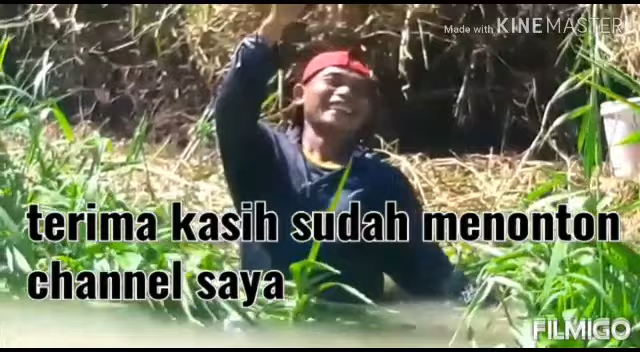 Made with KINEMASTER
terima kasih sudah menonton
channel saya
FILMIGO